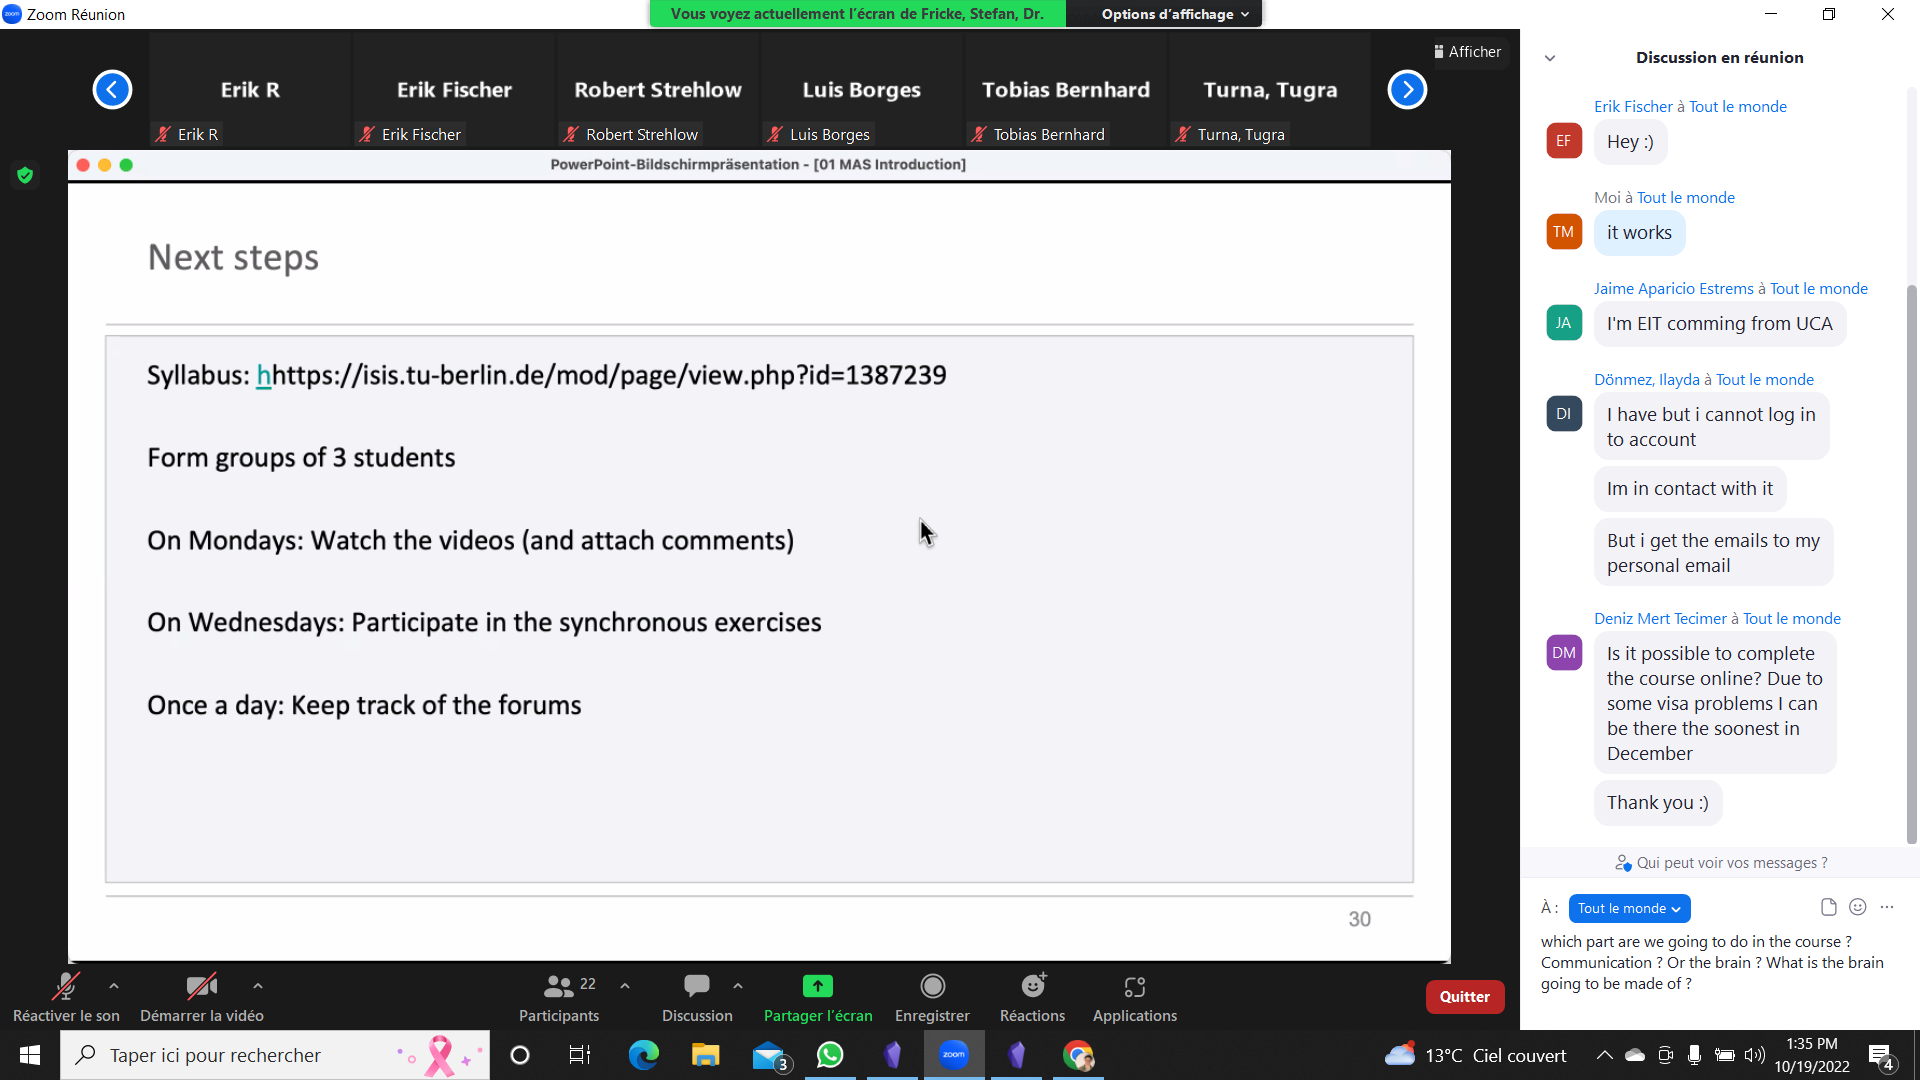 Zoom Réunion
Vous voyez actuellement l'écran de Fricke, Stefan, Dr.
Options d'affichage
Afficher
Erik R
Erik Fischer
Robert Strehlow
Luis Borges
Tobias Bernhard
Turna, Tugra
Erik R
Erik Fischer
Robert Strehlow
Luis Borges
Tobias Bernhard
Turna, Tugra
PowerPoint-Bildschirmpräsentation - [01 MAS Introduction]
Next steps
Syllabus: hhttps://isis.tu-berlin.de/mod/page/view.php?id=1387239
Form groups of 3 students
On Mondays: Watch the videos (and attach comments)
On Wednesdays: Participate in the synchronous exercises
Once a day: Keep track of the forums
30
Discussion en réunion
Erik Fischer à Tout le monde
EF
Hey :)
Moi à Tout le monde
TM
it works
Jaime Aparicio Estrems à Tout le monde
JA
I'm EIT comming from UCA
Dönmez, Ilayda à Tout le monde
DI
I have but i cannot log in
to account
Im in contact with it
But i get the emails to my
personal email
Deniz Mert Tecimer à Tout le monde
DM
Is it possible to complete
the course online? Due to
some visa problems I can
be there the soonest in
December
Thank you :)
Qui peut voir vos messages ?
À :
Tout le monde
which part are we going to do in the course ?
Communication ? Or the brain ? What is the brain
going to be made of ?
Réactiver le son
Démarrer la vidéo
22
Participants
Discussion
Partager l'écran
Enregistrer
Réactions
Applications
Quitter
Taper ici pour rechercher
3
zoom
13°C Ciel couvert
1:35 PM
10/19/2022
4